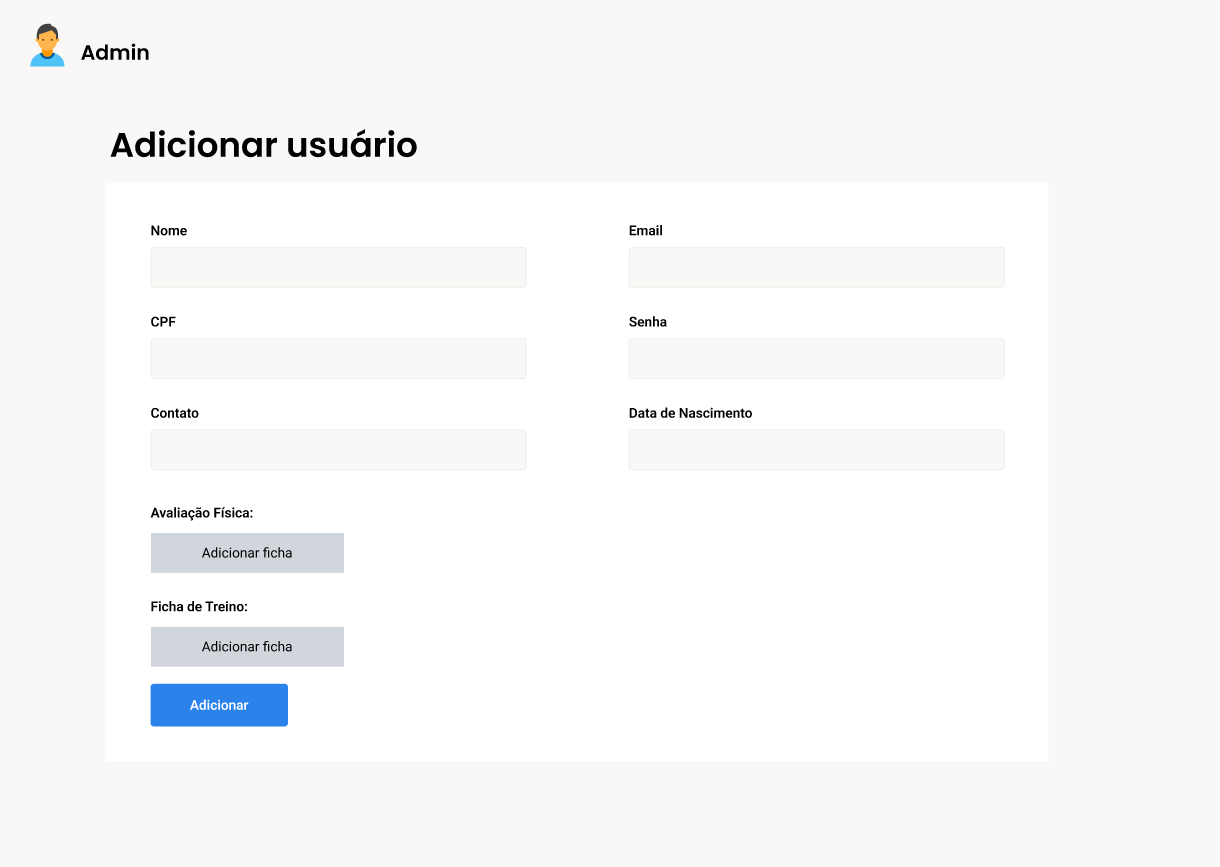 Admin
Adicionar usuário
Nome
Email
CPF
Senha
Contato
Data de Nascimento
Avaliação Física:
Adicionar ficha
Ficha de Treino:
Adicionar ficha
Adicionar